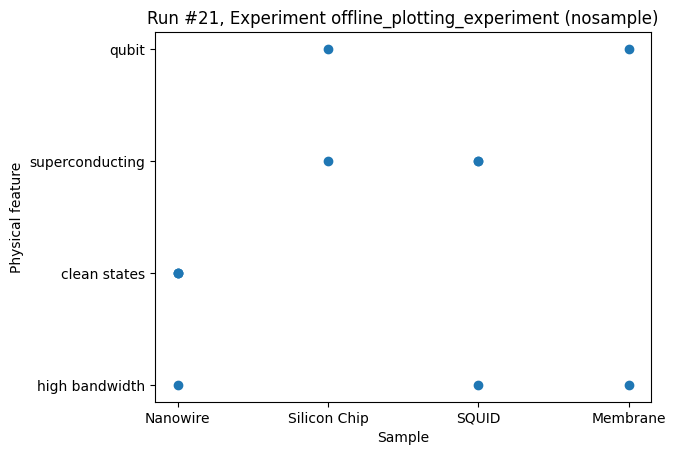 Run #21, Experiment offline_plotting_experiment (nosample)
qubit
superconducting
clean states
high bandwidth
Physical feature
Nanowire Silicon Chip SQUID Membrane
Sample